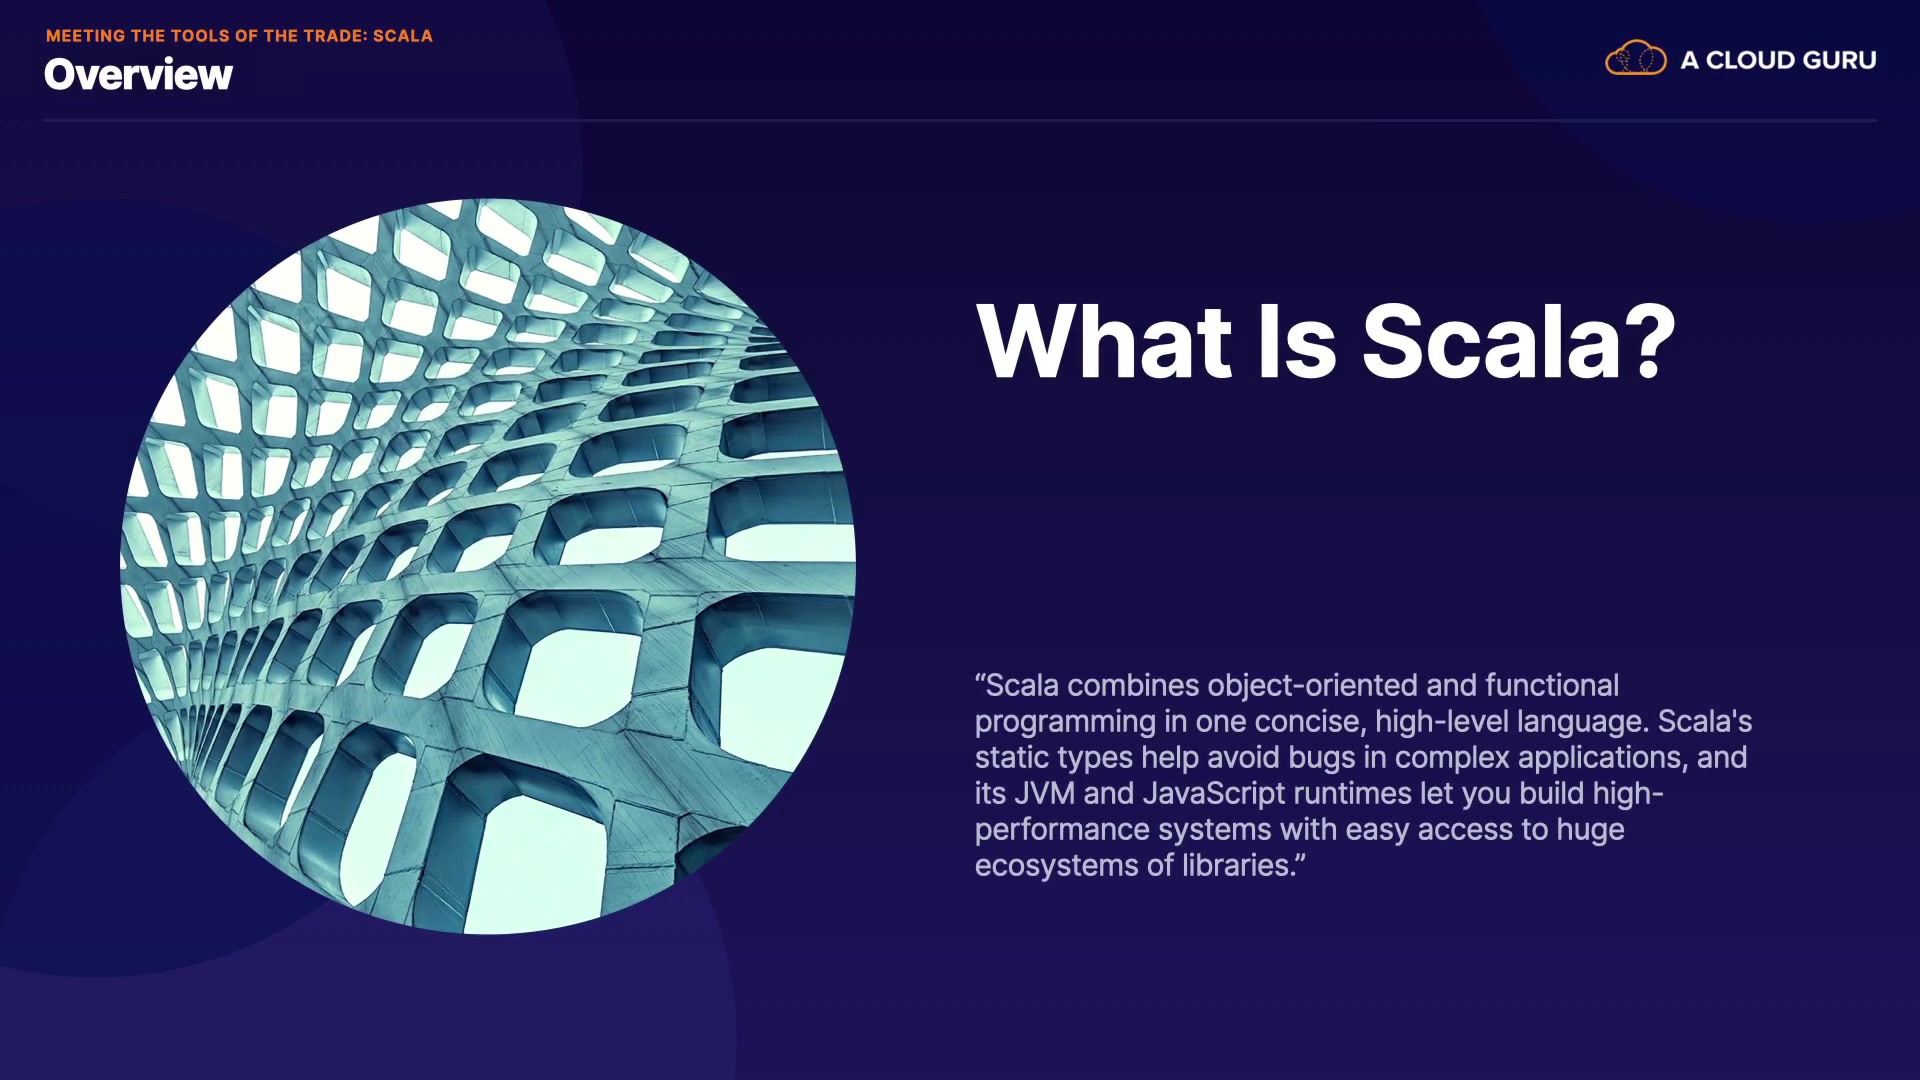 MEETING THE TOOLS OF THE TRADE: SCALA
Overview
A CLOUD GURU
What Is Scala?
“Scala combines object-oriented and functional
programming in one concise, high-level language. Scala's
static types help avoid bugs in complex applications, and
its JVM and JavaScript runtimes let you build high-
performance systems with easy access to huge
ecosystems of libraries.”